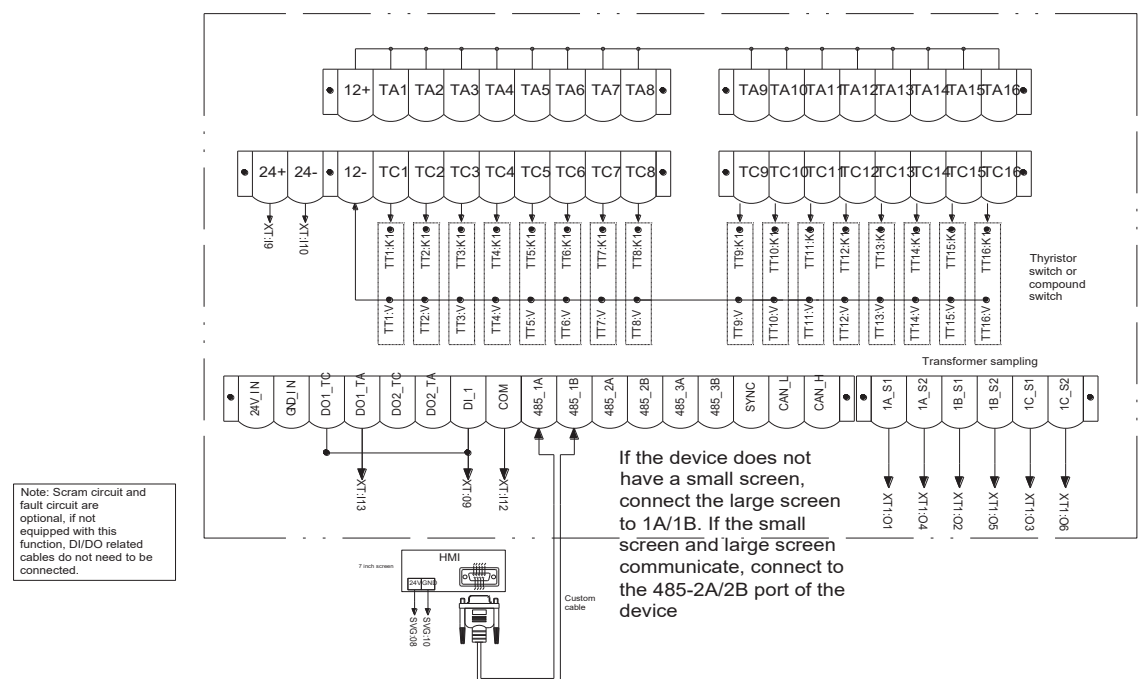 12+ TA1 TA2 TA3 TA4 TA5 TA6 TA7 TA8 TA9 TA10 TA11 TA12 TA13 TA14 TA15 TA16
24+ 24- 12- TC1 TC2 TC3 TC4 TC5 TC6 TC7 TC8 TC9 TC10 TC11 TC12 TC13 TC14 TC15 TC16
XT:I9 XT:I10
TT1:K1 TT2:K1 TT3:K1 TT4:K1 TT5:K1 TT6:K1 TT7:K1 TT8:K1 TT9:K1 TT10:K1 TT11:K1 TT12:K1 TT13:K1 TT14:K1 TT15:K1 TT16:K1
TT1:V TT2:V TT3:V TT4:V TT5:V TT6:V TT7:V TT8:V TT9:V TT10:V TT11:V TT12:V TT13:V TT14:V TT15:V TT16:V
Thyristor
switch or
compound
switch
Transformer sampling
24V_IN GND_IN DO1_TC DO1_TA DO2_TC DO2_TA DI_1 COM 485_1A 485_1B 485_2A 485_2B 485_3A 485_3B SYNC CAN_L CAN_H 1A_S1 1A_S2 1B_S1 1B_S2 1C_S1 1C_S2
XT:I13 XT:09 XT:I12
XT1:O1 XT1:O4 XT1:O2 XT1:O5 XT1:O3 XT1:O6
If the device does not
have a small screen,
connect the large screen
to 1A/1B. If the small
screen and large screen
communicate, connect to
the 485-2A/2B port of the
device
Note: Scram circuit and
fault circuit are
optional, if not
equipped with this
function, DI/DO related
cables do not need to be
connected.
HMI
7 inch screen
24V GND
SVG:08 SVG:10
Custom
cable